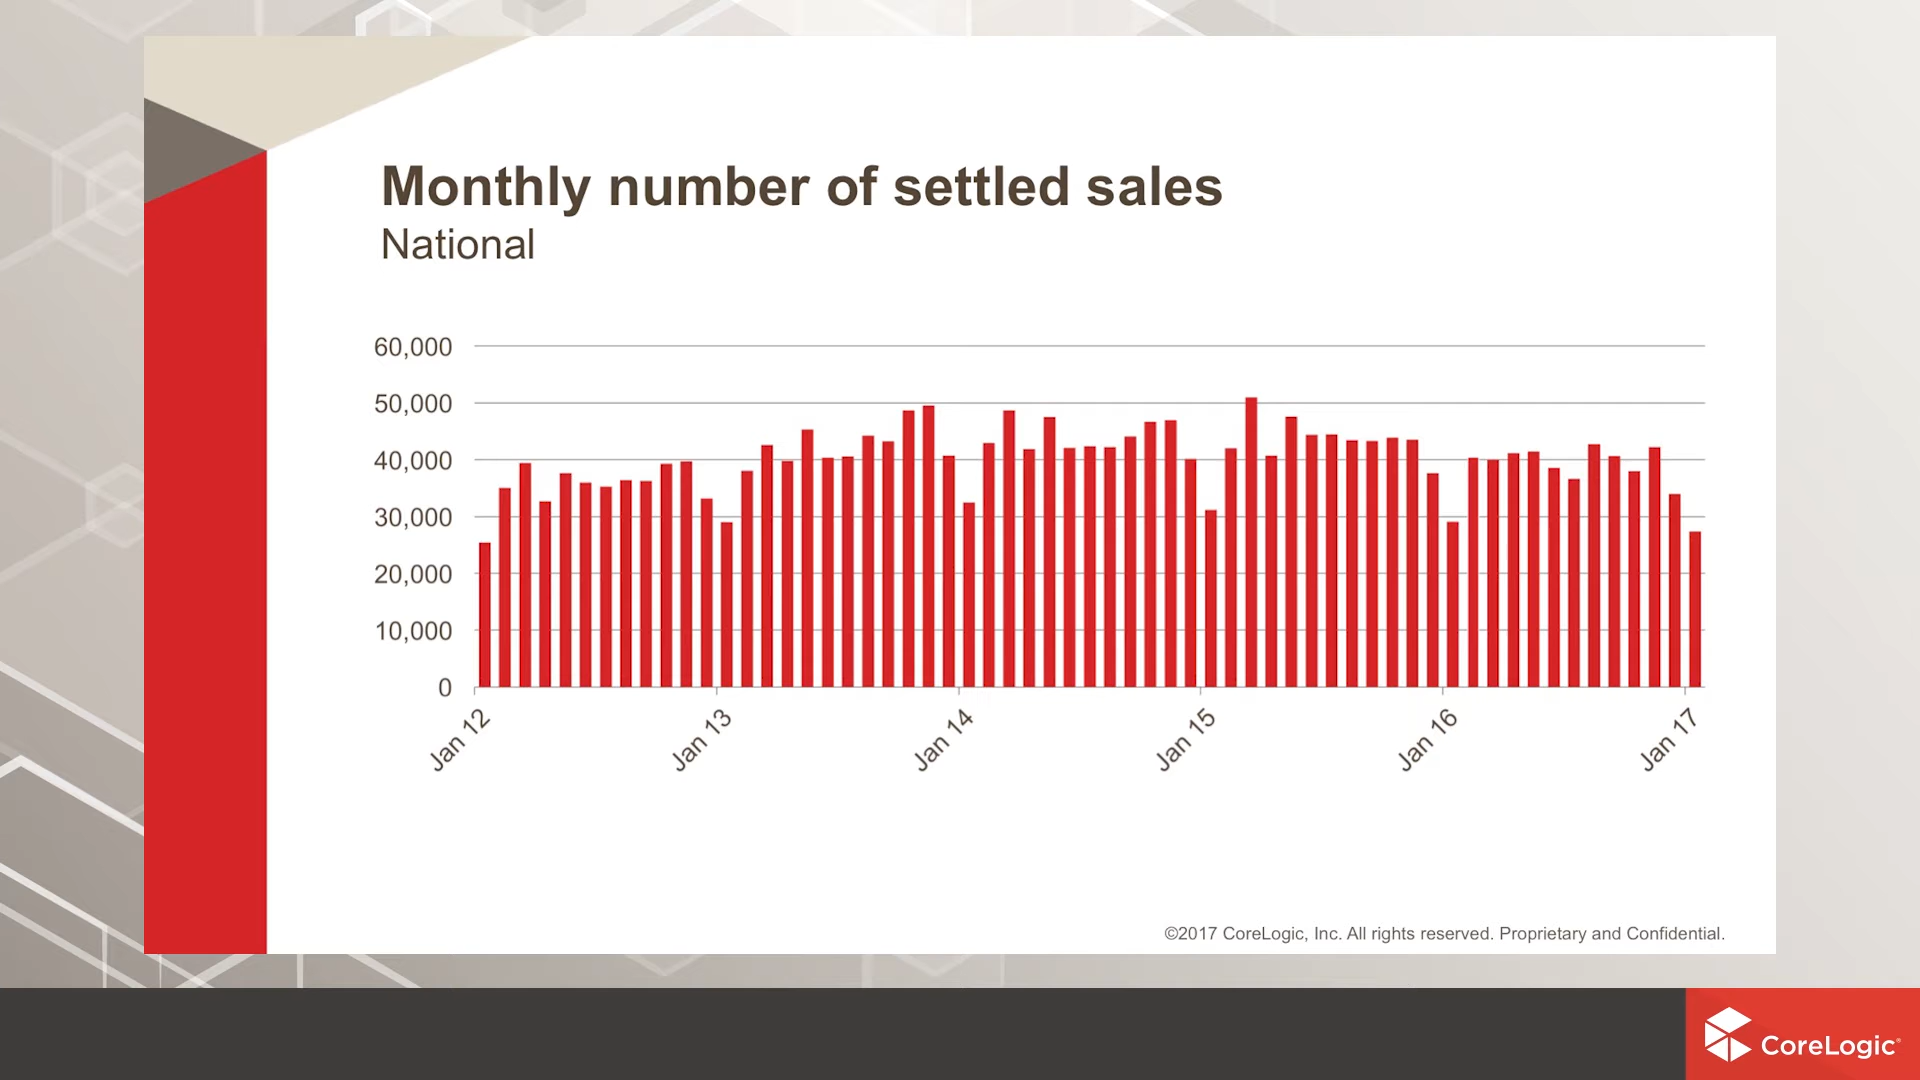 Monthly number of settled sales
National
60,000
50,000
40,000
30,000
20,000
10,000
0
Jan 12
Jan 13
Jan 14
Jan 15
Jan 16
Jan 17
©2017 CoreLogic, Inc. All rights reserved. Proprietary and Confidential.
CoreLogic